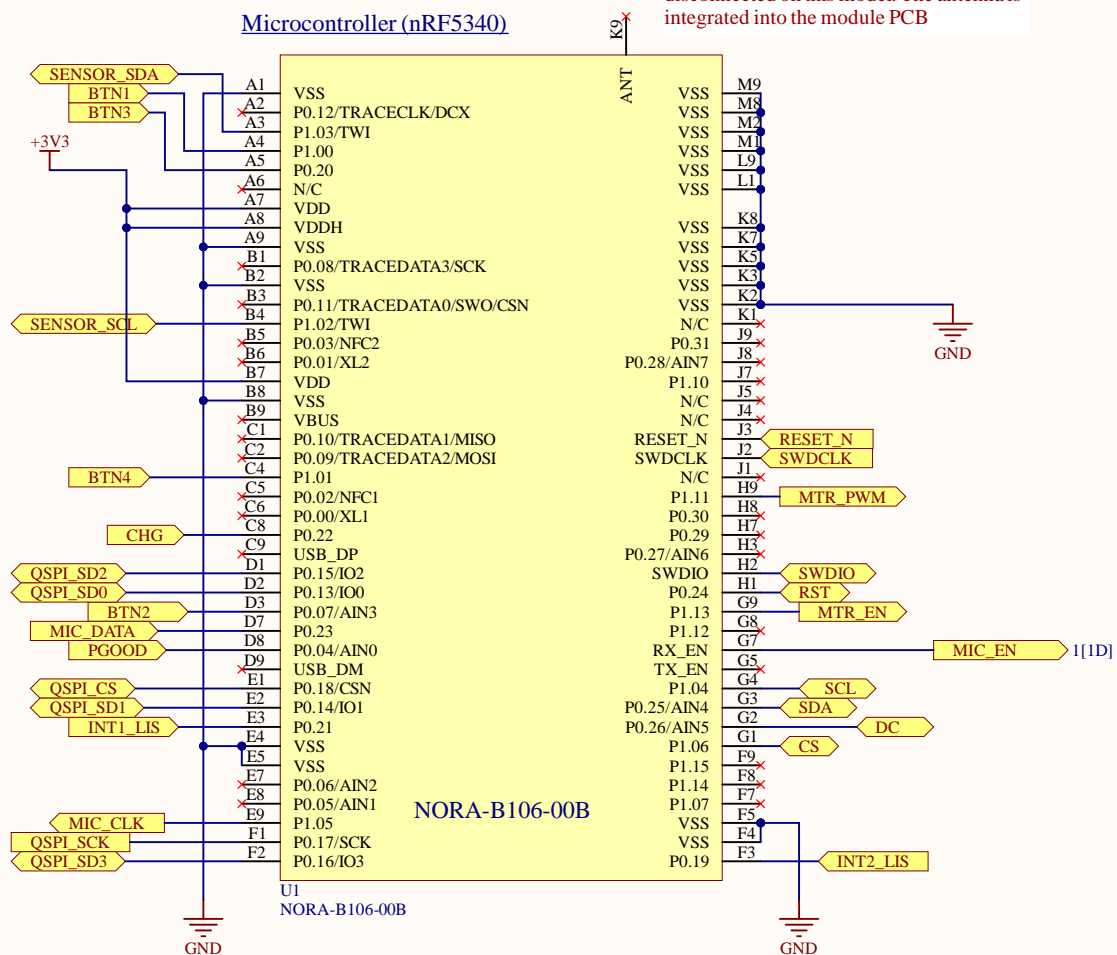 disconnected on this model. The antenna is
integrated into the module PCB
Microcontroller (nRF5340)
K9
ANT
SENSOR_SDA
BTN1
BTN3
+3V3
SENSOR_SCL
BTN4
CHG
QSPI_SD2
QSPI_SD0
BTN2
MIC_DATA
PGOOD
QSPI_CS
QSPI_SD1
INT1_LIS
MIC_CLK
QSPI_SCK
QSPI_SD3
A1 VSS
A2 P0.12/TRACECLK/DCX
A3 P1.03/TWI
A4 P1.00
A5 P0.20
A6 N/C
A7 VDD
A8 VDDH
A9 VSS
B1 P0.08/TRACEDATA3/SCK
B2 VSS
B3 P0.11/TRACEDATA0/SWO/CSN
B4 P1.02/TWI
B5 P0.03/NFC2
B6 P0.01/XL2
B7 VDD
B8 VSS
B9 VBUS
C1 P0.10/TRACEDATA1/MISO
C2 P0.09/TRACEDATA2/MOSI
C4 P1.01
C5 P0.02/NFC1
C6 P0.00/XL1
C8 P0.22
C9 USB_DP
D1 P0.15/IO2
D2 P0.13/IO0
D3 P0.07/AIN3
D7 P0.23
D8 P0.04/AIN0
D9 USB_DM
E1 P0.18/CSN
E2 P0.14/IO1
E3 P0.21
E4 VSS
E5 VSS
E7 P0.06/AIN2
E8 P0.05/AIN1
E9 P1.05
F1 P0.17/SCK
F2 P0.16/IO3
VSS M9
VSS M8
VSS M2
VSS M1
VSS L9
VSS L1
VSS K8
VSS K7
VSS K5
VSS K3
VSS K2
N/C K1
P0.31 J9
P0.28/AIN7 J8
P1.10 J7
N/C J5
N/C J4
RESET_N J3
SWDCLK J2
N/C J1
P1.11 H9
P0.30 H8
P0.29 H7
P0.27/AIN6 H3
SWDIO H2
P0.24 H1
P1.13 G9
P1.12 G8
RX_EN G7
TX_EN G5
P1.04 G4
P0.25/AIN4 G3
P0.26/AIN5 G2
P1.06 G1
P1.15 F9
P1.14 F8
P1.07 F7
VSS F5
VSS F4
P0.19 F3
GND
RESET_N
SWDCLK
MTR_PWM
SWDIO
RST
MTR_EN
MIC_EN 1[1D]
SCL
SDA
DC
CS
INT2_LIS
NORA-B106-00B
U1
NORA-B106-00B
GND
GND